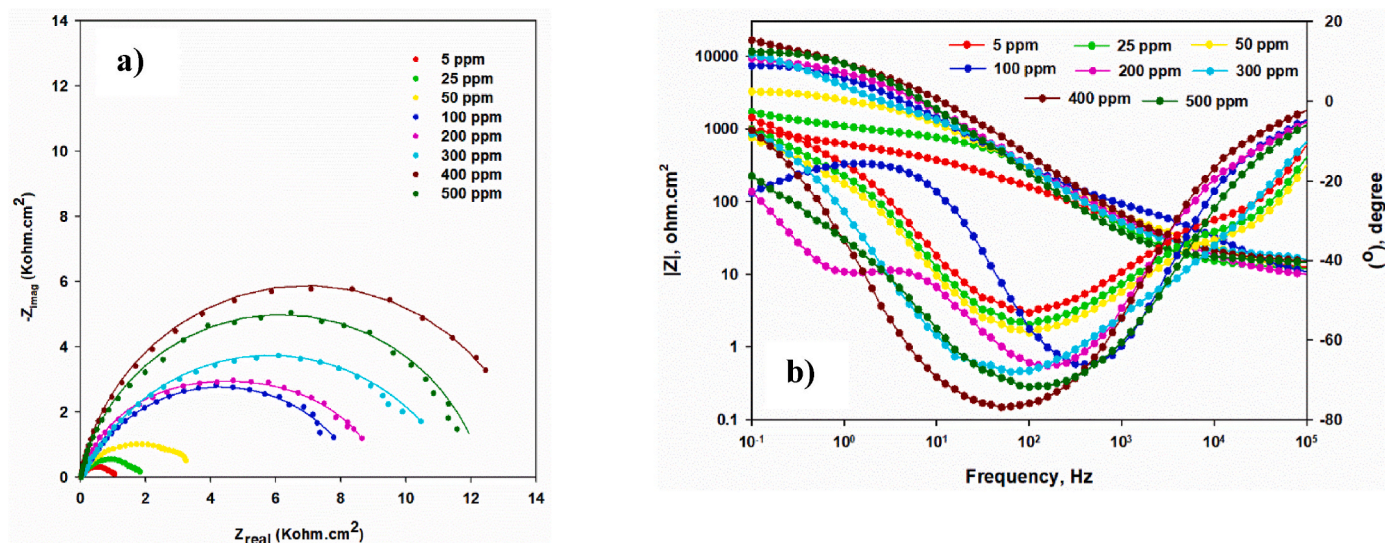 a)
14
12
10
8
6
4
2
0
-Zimag (Kohm.cm2)
5 ppm
25 ppm
50 ppm
100 ppm
200 ppm
300 ppm
400 ppm
500 ppm
0 2 4 6 8 10 12 14
Zreal (Kohm.cm2)
b)
10000
1000
100
10
1
0.1
|Z|, ohm.cm2
5 ppm 25 ppm 50 ppm
100 ppm 200 ppm 300 ppm
400 ppm 500 ppm
20
0
-20
-40
-60
-80
(O), degree
10-1 100 101 102 103 104 105
Frequency, Hz